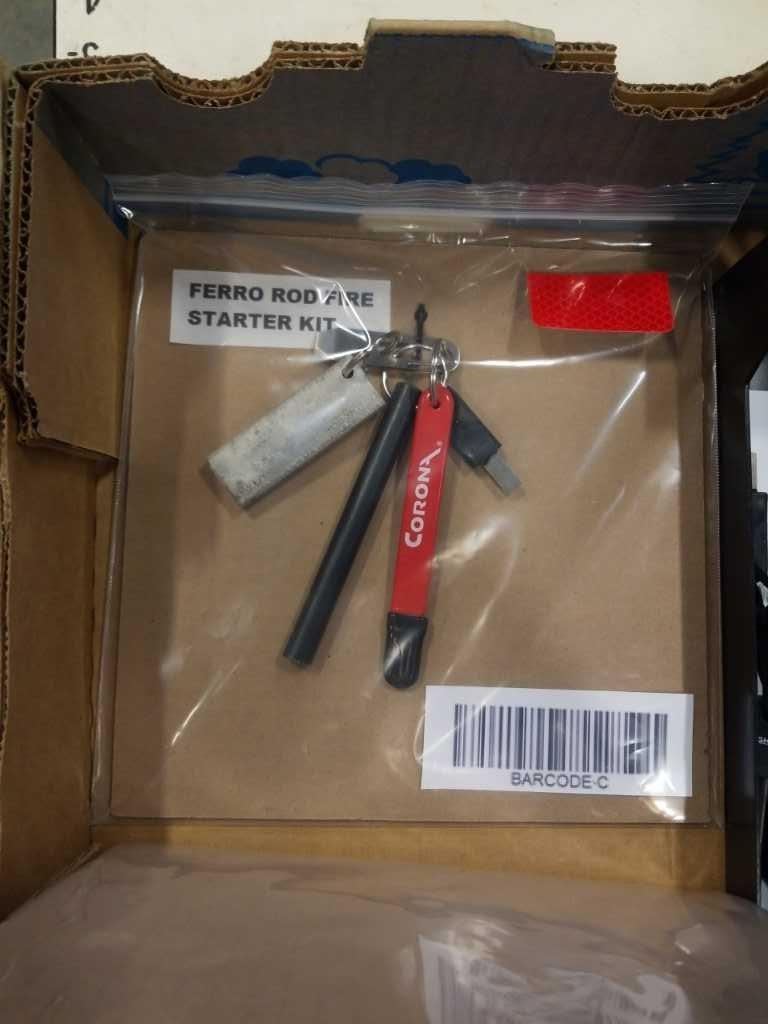 FERRO ROD FIRE
STARTER KIT
CORONA®
BARCODE-C